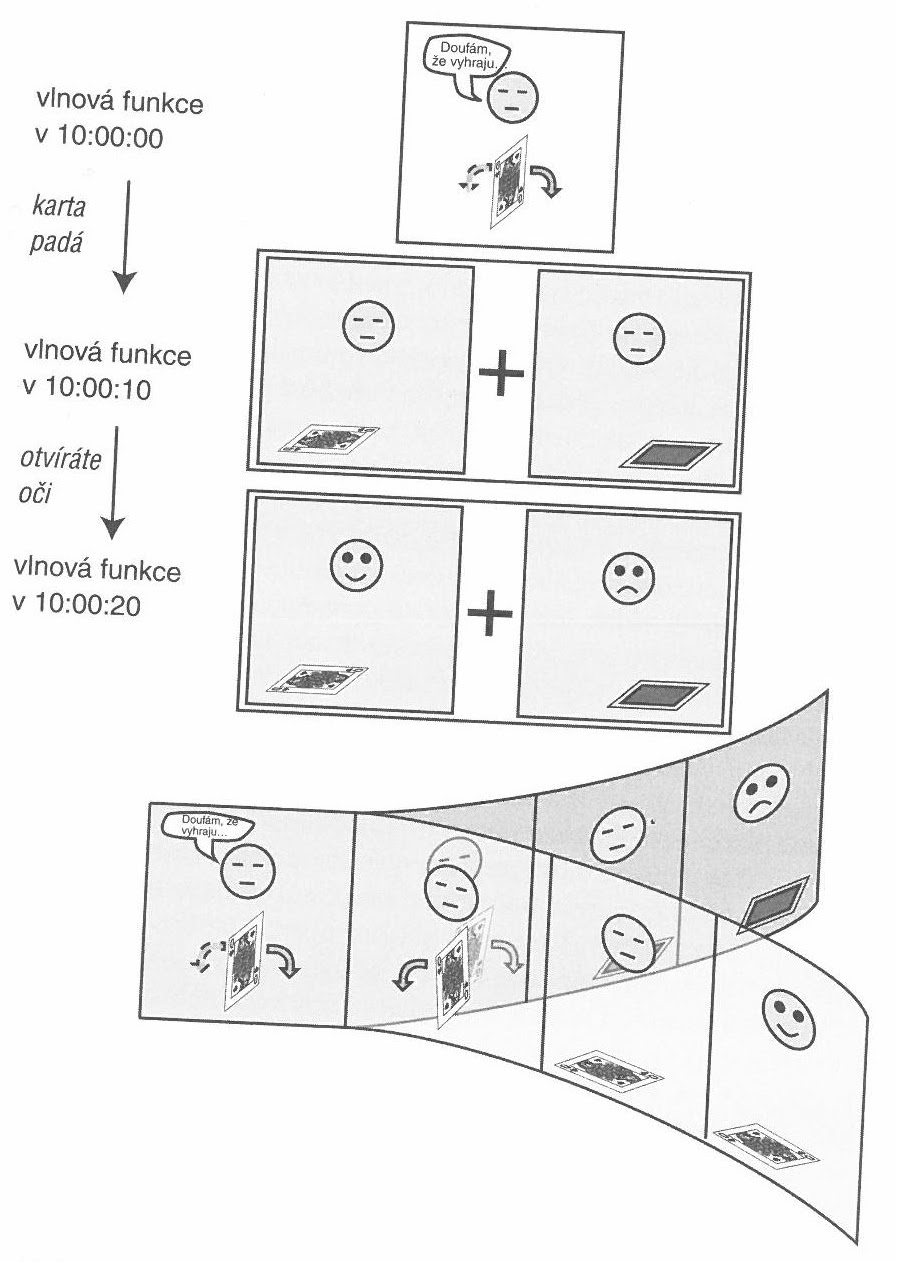 Doufám,
že vyhraju...
vlnová funkce
v 10:00:00
karta
padá
vlnová funkce
v 10:00:10
otvíráte
oči
vlnová funkce
v 10:00:20
Doufám, že
vyhraju...